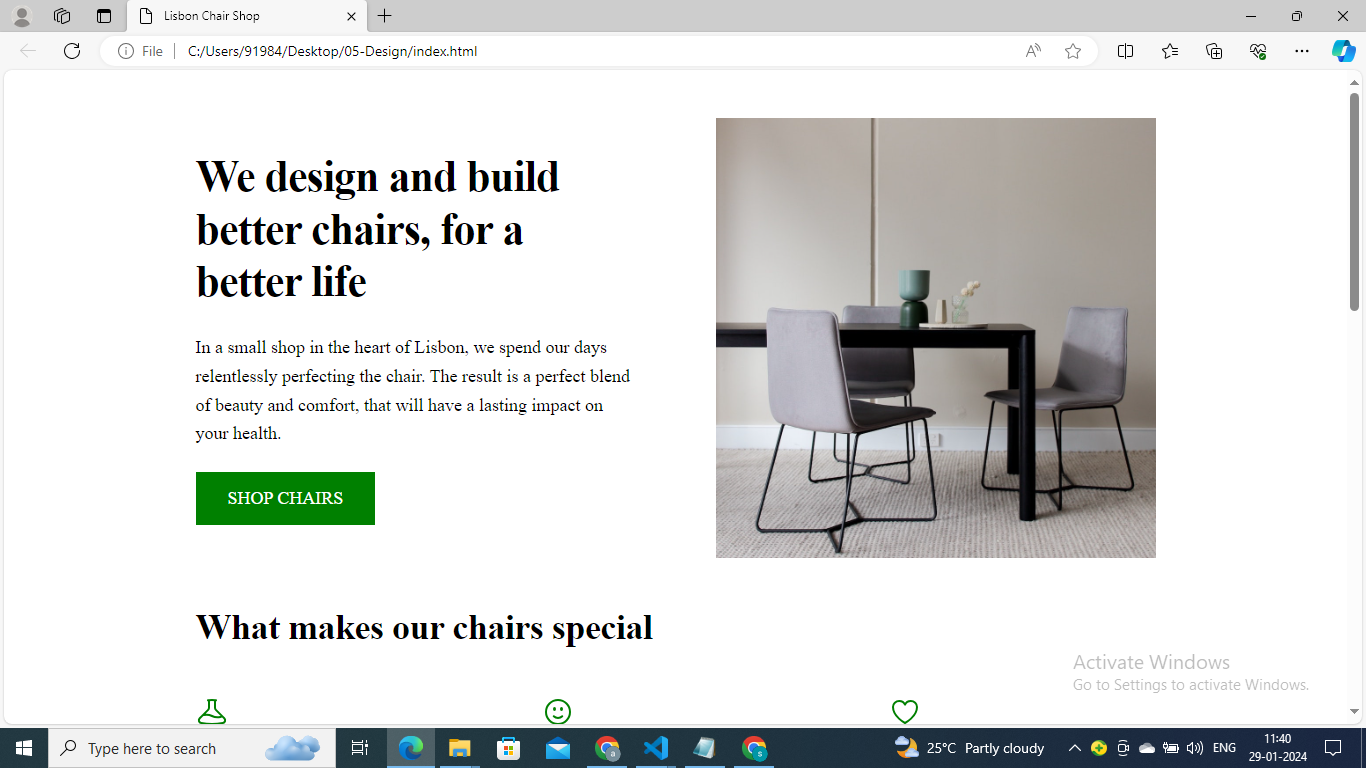 Lisbon Chair Shop
File
C:/Users/91984/Desktop/05-Design/index.html
We design and build
better chairs, for a
better life
In a small shop in the heart of Lisbon, we spend our days
relentlessly perfecting the chair. The result is a perfect blend
of beauty and comfort, that will have a lasting impact on
your health.
SHOP CHAIRS
What makes our chairs special
Activate Windows
Go to Settings to activate Windows.
Type here to search
25°C Partly cloudy
ENG
11:40
29-01-2024